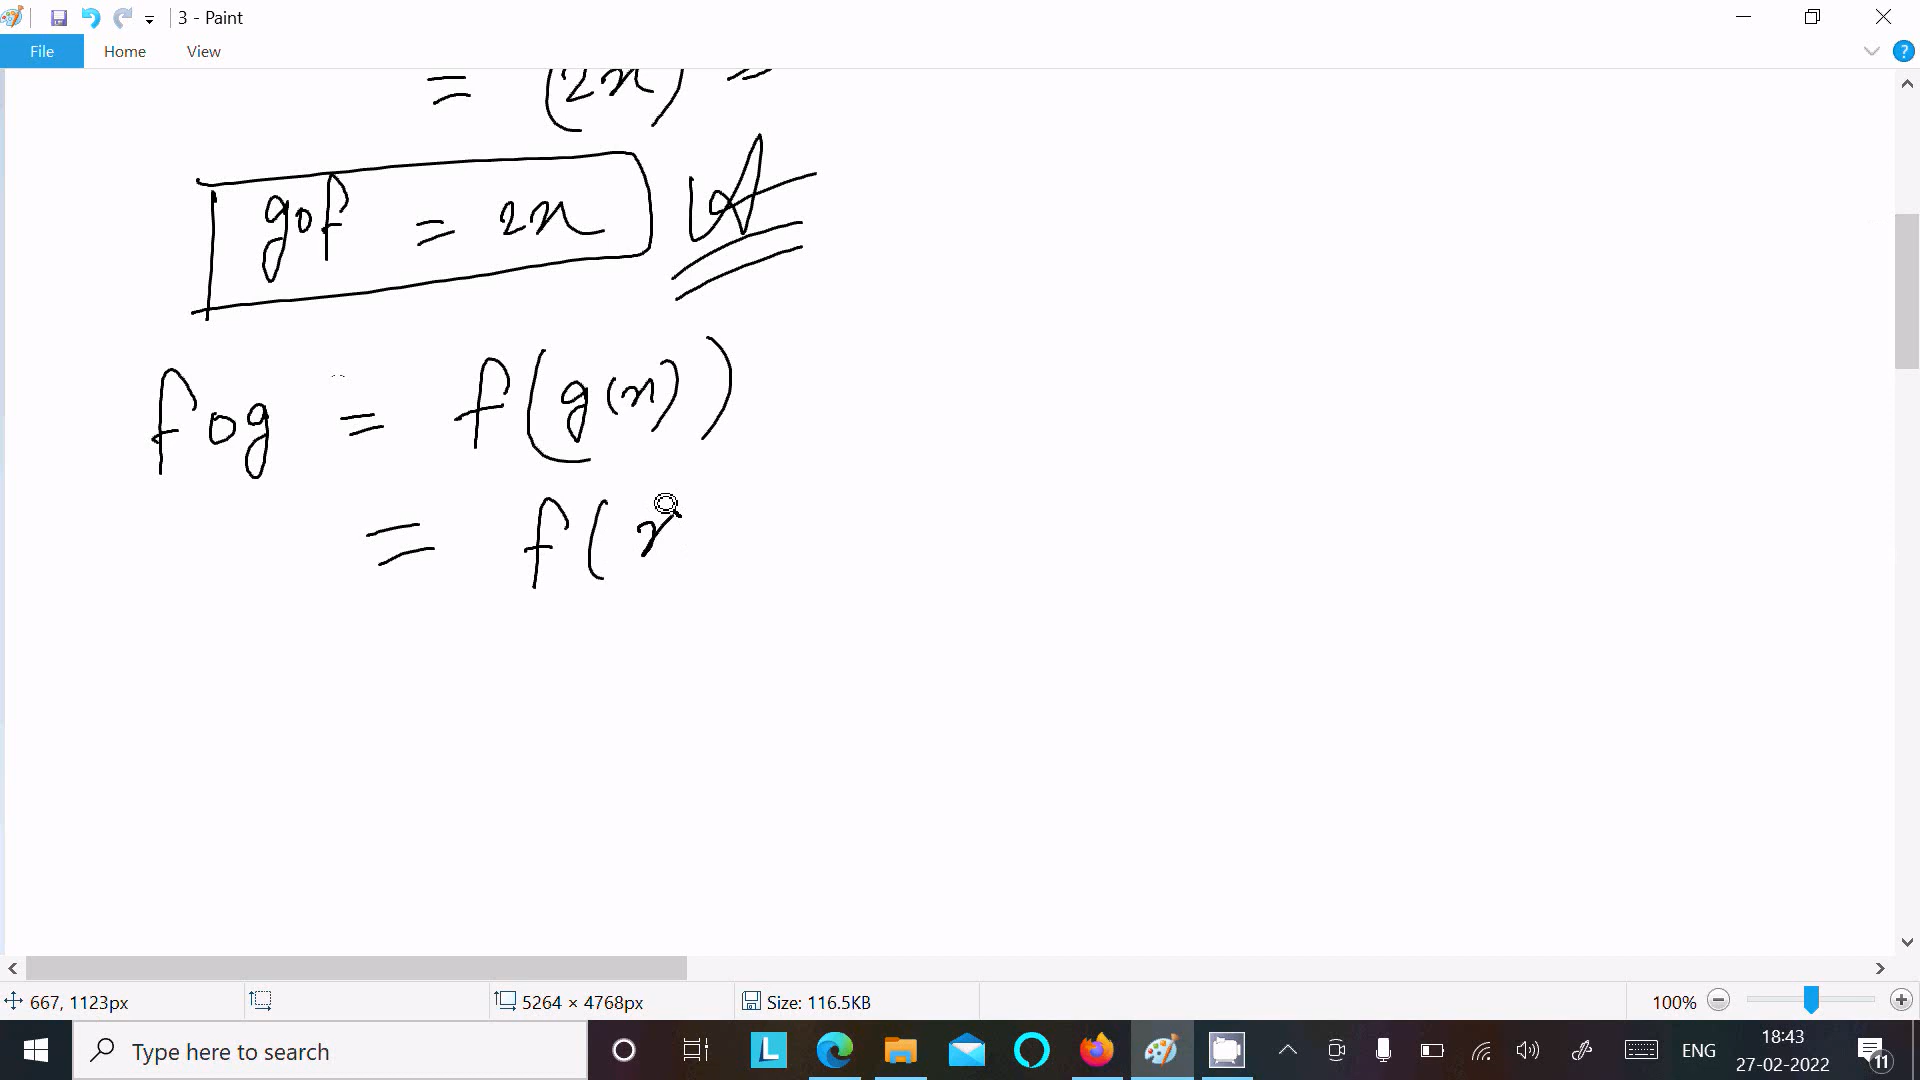 3 - Paint
File Home View
= (2x) =
gof = 2x
fog = f(g(x))
= f( x
667, 1123px 5264 × 4768px Size: 116.5KB 100%
Type here to search ENG 18:43
27-02-2022 11